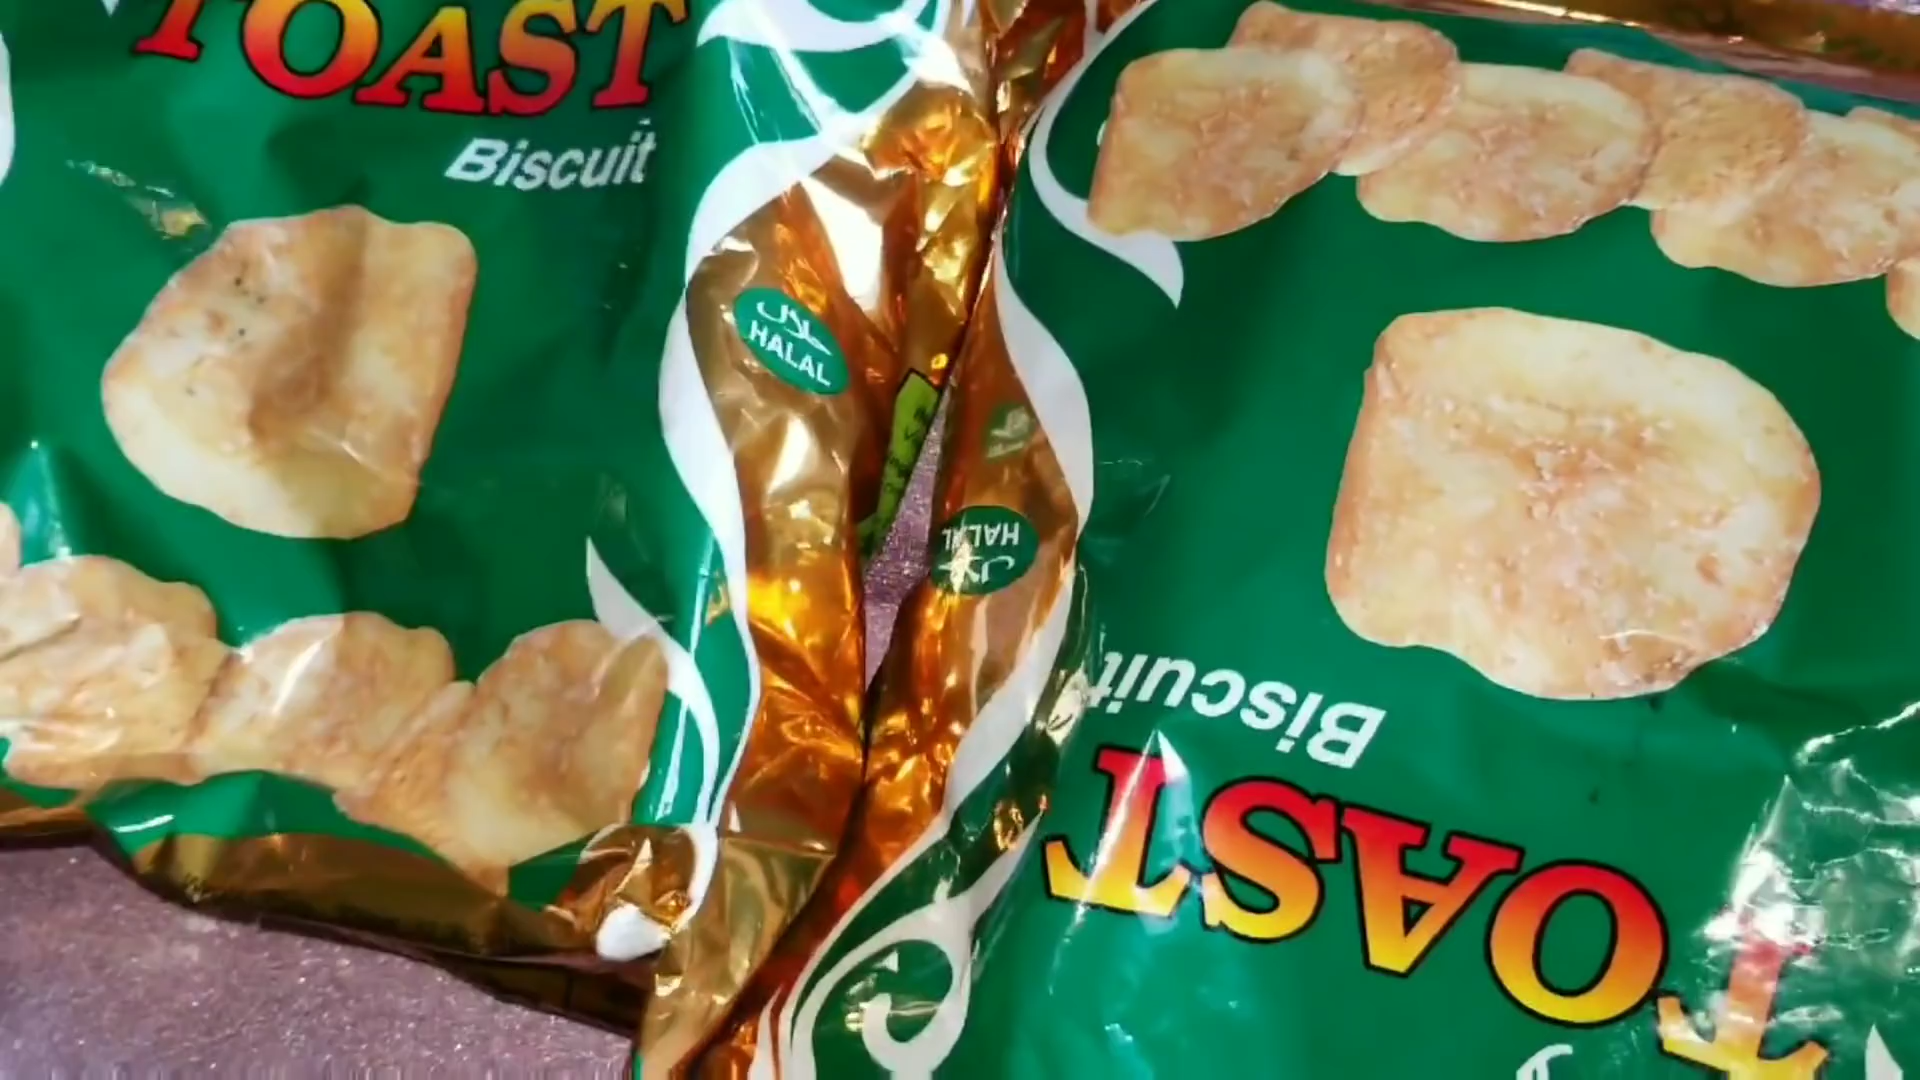 TOAST
Biscuit
حلال
HALAL
HALAL
حلال
Biscuit
TOAST